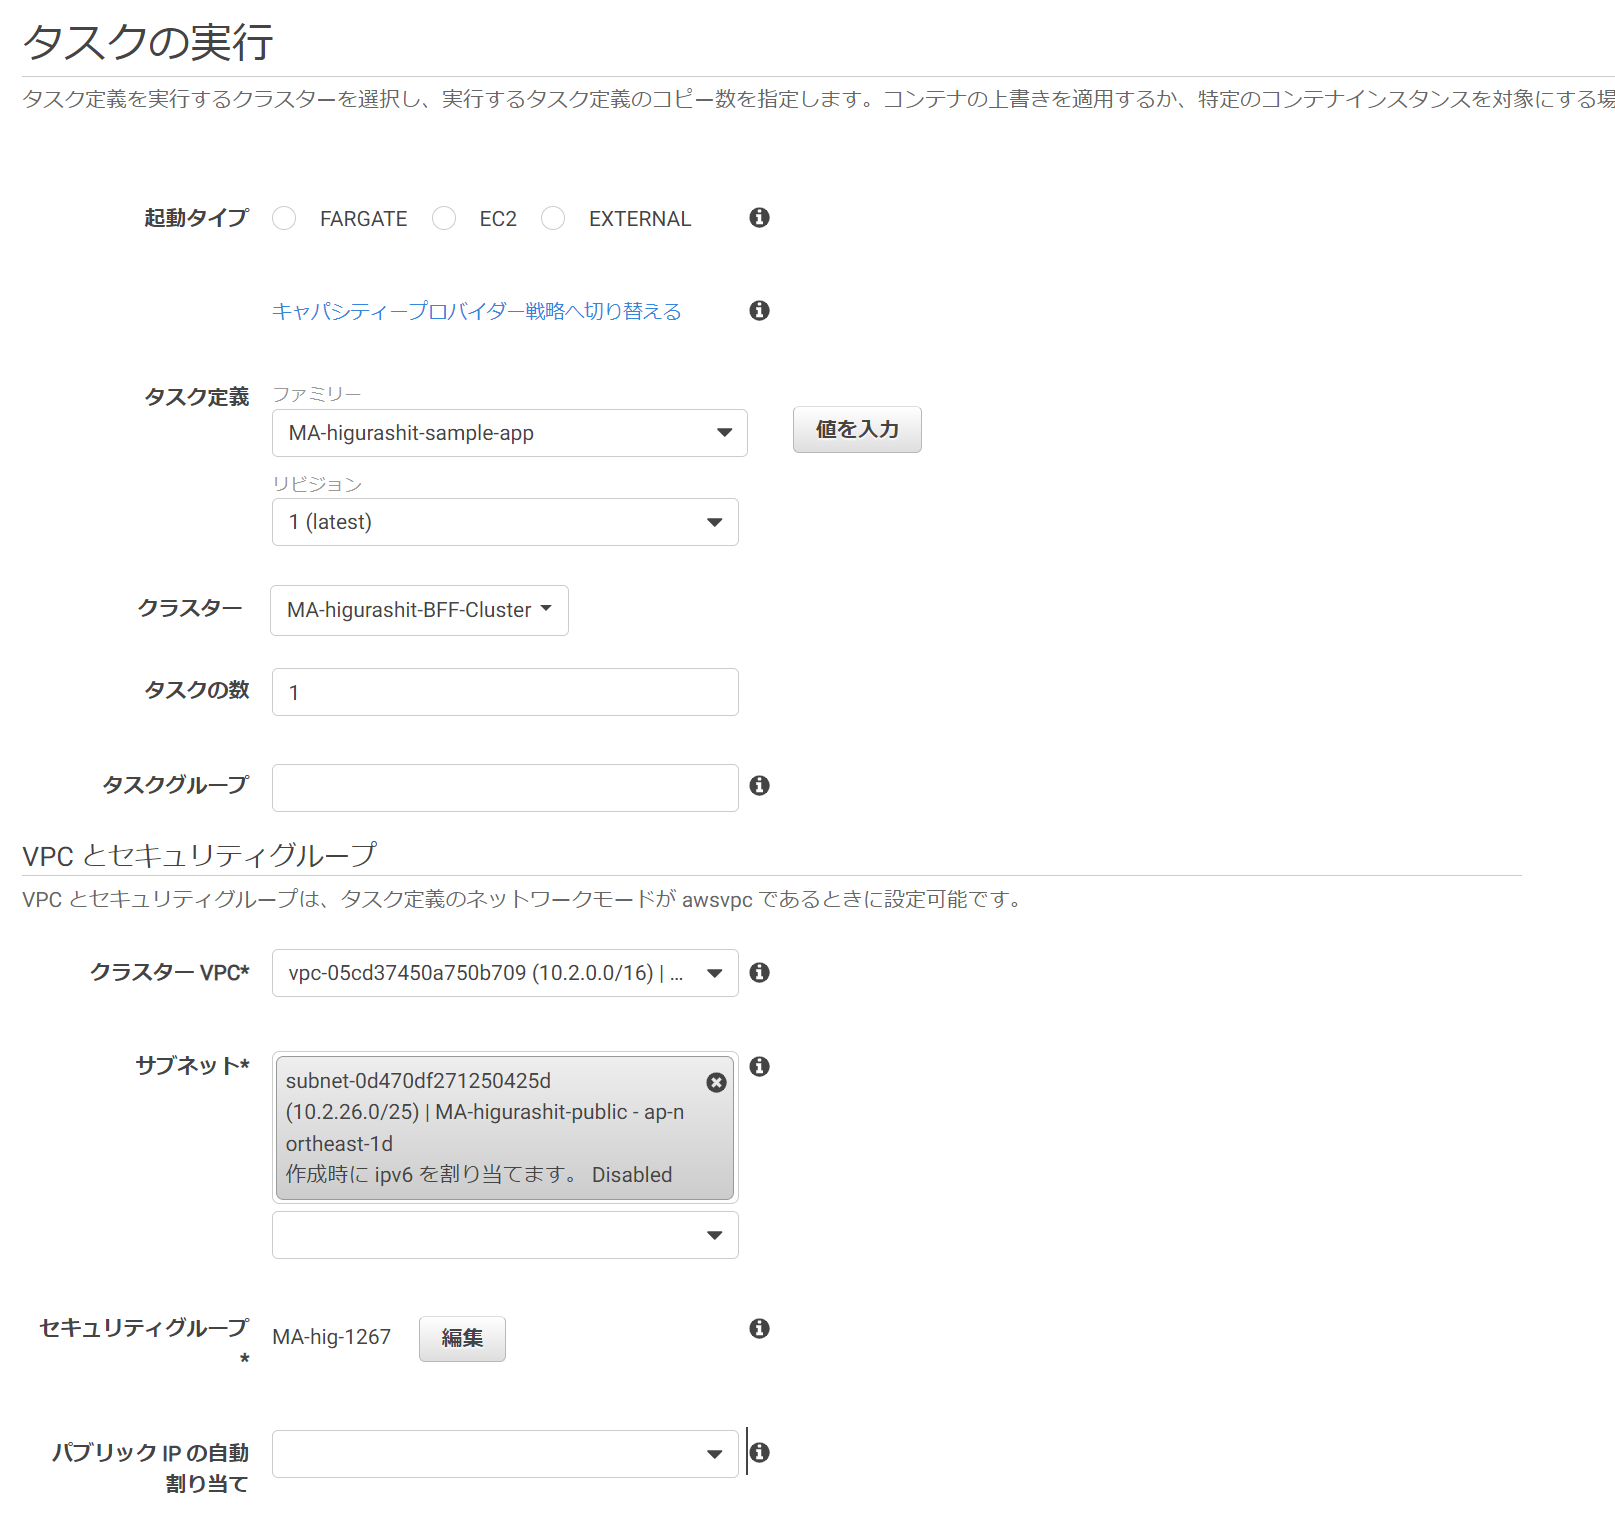 タスクの実行
タスク定義を実行するクラスターを選択し、実行するタスク定義のコピー数を指定します。コンテナの上書きを適用するか、特定のコンテナインスタンスを対象にする場
起動タイプ FARGATE EC2 EXTERNAL
キャパシティープロバイダー戦略へ切り替える
タスク定義 ファミリー
MA-higurashit-sample-app 値を入力
リビジョン
1 (latest)
クラスター MA-higurashit-BFF-Cluster
タスクの数 1
タスクグループ
VPC とセキュリティグループ
VPC とセキュリティグループは、タスク定義のネットワークモードが awsvpc であるときに設定可能です。
クラスター VPC* vpc-05cd37450a750b709 (10.2.0.0/16) | ...
サブネット*
subnet-0d470df271250425d
(10.2.26.0/25) | MA-higurashit-public - ap-n
ortheast-1d
作成時に ipv6 を割り当てます。 Disabled
セキュリティグループ
* MA-hig-1267 編集
パブリック IP の自動
割り当て